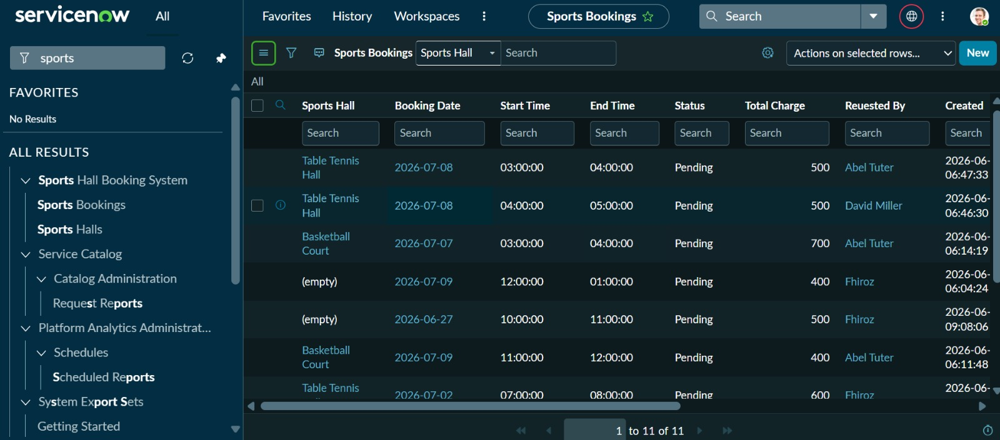 servicenow All Favorites History Workspaces Sports Bookings Search
sports
Sports Bookings Sports Hall Search Actions on selected rows... New
FAVORITES
No Results
ALL RESULTS
Sports Hall Booking System
Sports Bookings
Sports Halls
Service Catalog
Catalog Administration
Request Reports
Platform Analytics Administrat...
Schedules
Scheduled Reports
System Export Sets
Getting Started
All
Sports Hall Booking Date Start Time End Time Status Total Charge Reuested By Created
Search Search Search Search Search Search Search Search
Table Tennis Hall 2026-07-08 03:00:00 04:00:00 Pending 500 Abel Tuter 2026-06- 06:47:33
Table Tennis Hall 2026-07-08 04:00:00 05:00:00 Pending 500 David Miller 2026-06- 06:46:30
Basketball Court 2026-07-07 03:00:00 04:00:00 Pending 700 Abel Tuter 2026-06- 06:14:19
(empty) 2026-07-09 12:00:00 01:00:00 Pending 400 Fhiroz 2026-06- 06:04:24
(empty) 2026-06-27 10:00:00 11:00:00 Pending 500 Fhiroz 2026-06- 09:08:06
Basketball Court 2026-07-09 11:00:00 12:00:00 Pending 400 Abel Tuter 2026-06- 06:11:48
Table Tennis 2026-07-02 07:00:00 08:00:00 Pending 600 Fhiroz 2026-06-
1 to 11 of 11